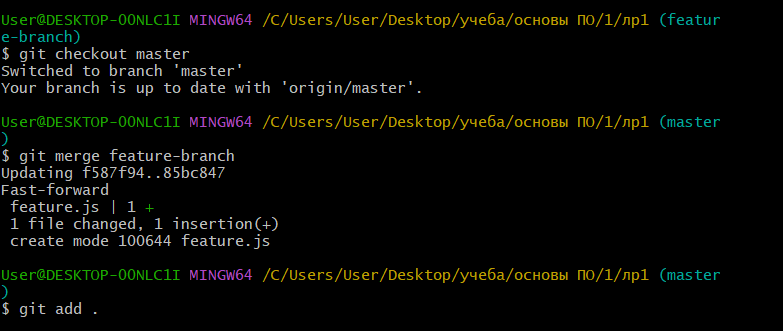 User@DESKTOP-00NLC1I MINGW64 /C/Users/User/Desktop/учеба/основы ПО/1/лр1 (featur
e-branch)
$ git checkout master
Switched to branch 'master'
Your branch is up to date with 'origin/master'.
User@DESKTOP-00NLC1I MINGW64 /C/Users/User/Desktop/учеба/основы ПО/1/лр1 (master
)
$ git merge feature-branch
Updating f587f94..85bc847
Fast-forward
feature.js | 1 +
1 file changed, 1 insertion(+)
create mode 100644 feature.js
User@DESKTOP-00NLC1I MINGW64 /C/Users/User/Desktop/учеба/основы ПО/1/лр1 (master
)
$ git add .